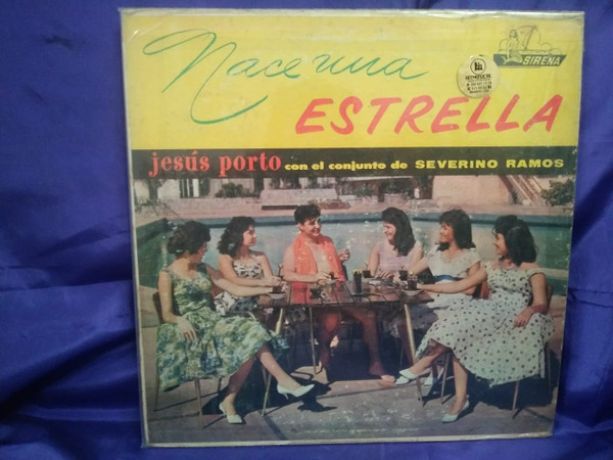 Nace una
ESTRELLA
SIRENA
jesús porto con el conjunto de SEVERINO RAMOS